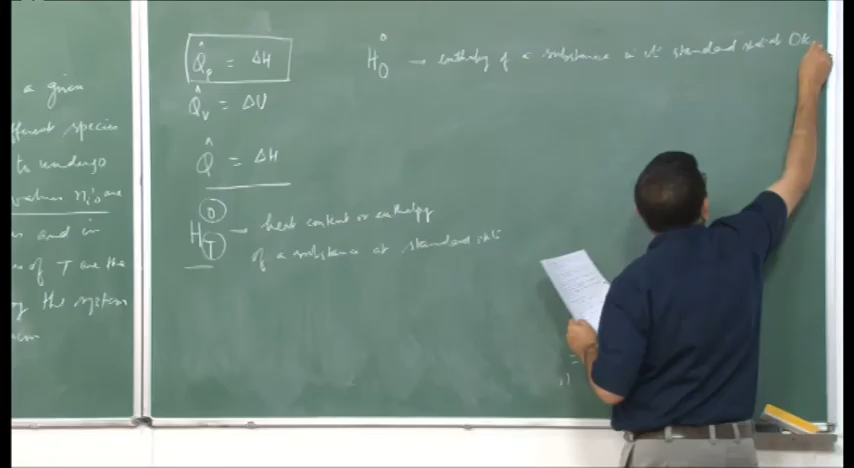 a given
fferent species
to undergo
values ni's are
and in
of T are the
the system
Q̂p = ΔH
Q̂v = ΔU
Q̂ = ΔH
H°T – heat content or enthalpy
of a substance at standard state
H°0 – enthalpy of a substance in its standard state at 0K